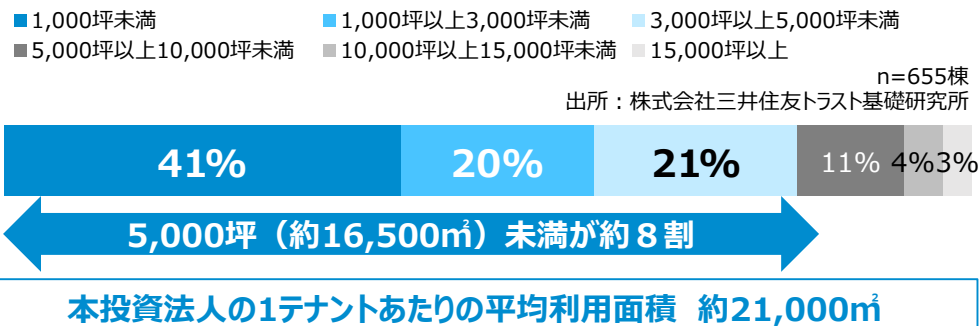 ■1,000坪未満 ■1,000坪以上3,000坪未満 ■3,000坪以上5,000坪未満
■5,000坪以上10,000坪未満 ■10,000坪以上15,000坪未満 ■15,000坪以上
n=655棟
出所：株式会社三井住友トラスト基礎研究所
41% 20% 21% 11% 4% 3%
5,000坪（約16,500㎡）未満が約８割
本投資法人の1テナントあたりの平均利用面積 約21,000㎡